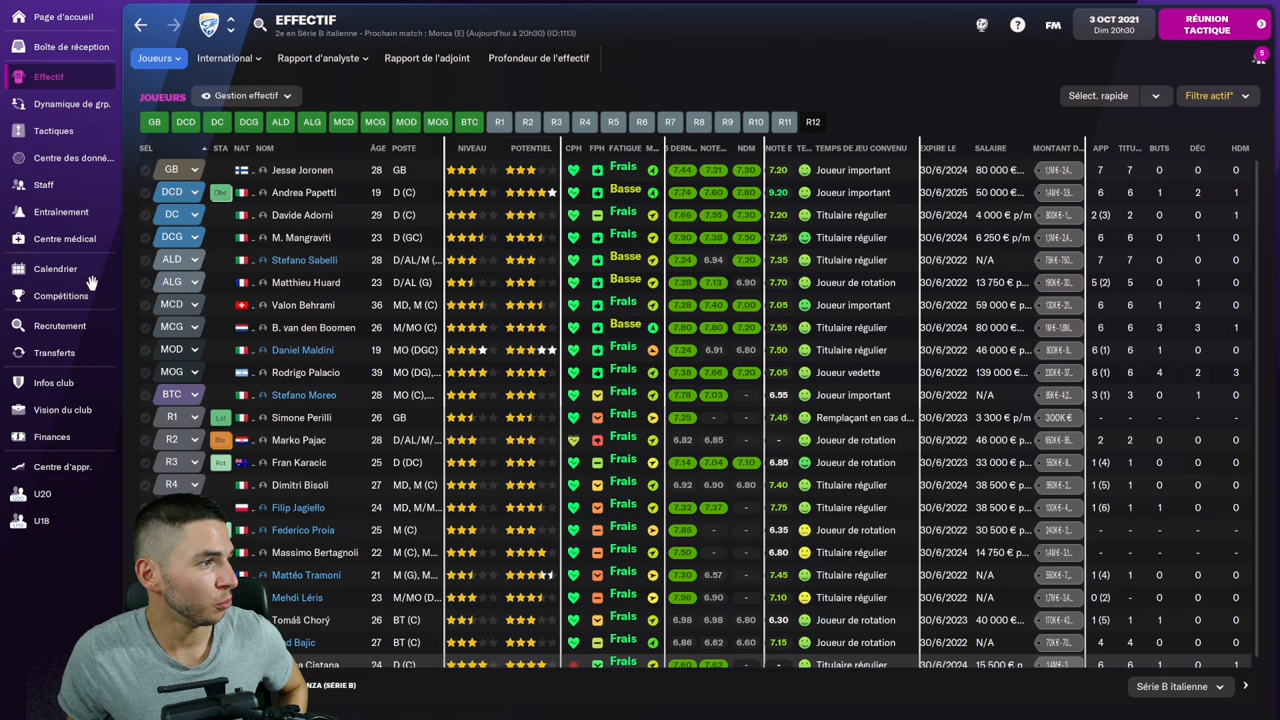 Page d'accueil
Boîte de réception
Effectif
Dynamique de grp.
Tactiques
Centre des donné...
Staff
Entraînement
Centre médical
Calendrier
Compétitions
Recrutement
Transferts
Infos club
Vision du club
Finances
Centre d'appr.
U20
U18
EFFECTIF
2e en Série B italienne - Prochain match : Monza (E) (Aujourd'hui à 20h30) (ID:1113)
FM
3 OCT 2021
Dim 20h30
RÉUNION
TACTIQUE
5
Joueurs
International
Rapport d'analyste
Rapport de l'adjoint
Profondeur de l'effectif
JOUEURS
Gestion effectif
Sélect. rapide
Filtre actif*
GB DCD DC DCG ALD ALG MCD MCG MOD MOG BTC R1 R2 R3 R4 R5 R6 R7 R8 R9 R10 R11 R12
SÉL STA NAT NOM ÂGE POSTE NIVEAU POTENTIEL CPH FPH FATIGUE M... 5 DERN... NOTE... NDM NOTE E TE... TEMPS DE JEU CONVENU EXPIRE LE SALAIRE MONTANT D... APP TITU... BUTS DÉC HDM
GB Jesse Joronen 28 GB Frais 7.44 7.21 7.30 7.20 Joueur important 30/6/2024 80 000 €... 7 7 0 0 0
DCD Obs Andrea Papetti 19 D (C) Basse 7.74 7.60 7.80 9.20 Joueur important 30/6/2025 50 000 €... 6 6 1 2 1
DC Davide Adorni 29 D (C) Frais 7.66 7.55 7.30 7.20 Titulaire régulier 30/6/2024 4 000 € p/m 2 (3) 2 0 0 1
DCG M. Mangraviti 23 D (GC) Frais 7.90 7.38 7.50 7.25 Titulaire régulier 30/6/2024 6 250 € p/m 6 6 0 1 0
ALD Stefano Sabelli 28 D/AL/M (... Basse 7.24 6.94 7.20 7.35 Titulaire régulier 30/6/2022 N/A 7 7 0 0 0
ALG Matthieu Huard 23 D/AL (G) Basse 7.28 7.13 6.90 7.70 Joueur de rotation 30/6/2022 13 750 € p... 5 (2) 5 0 1 0
MCD Valon Behrami 36 MD, M (C) Frais 7.28 7.40 7.00 7.05 Joueur important 30/6/2022 59 000 € p... 6 6 1 2 0
MCG B. van den Boomen 26 M/MO (C) Basse 7.80 7.80 7.20 7.55 Titulaire régulier 30/6/2022 80 000 € p... 6 6 3 3 1
MOD Daniel Maldini 19 MO (DGC) Frais 7.24 6.91 6.80 7.50 Titulaire régulier 30/6/2022 46 000 € p... 6 (1) 6 1 0 0
MOG Rodrigo Palacio 39 MO (DG),... Frais 7.38 7.66 7.20 7.05 Joueur vedette 30/6/2022 139 000 € p... 6 (1) 6 4 2 3
BTC Stefano Moreo 28 MO (C),... Frais 7.78 7.03 - 6.55 Joueur important 30/6/2022 N/A 3 (1) 3 1 0 0
R1 Simone Perilli 26 GB Frais 7.25 - - 7.45 Remplaçant en cas d... 30/6/2023 3 300 € p/m 300K € - - - - -
R2 Bls Marko Pajac 28 D/AL/M/... Frais 6.82 6.85 - - Joueur de rotation 30/6/2022 46 000 € p... 2 2 0 0 0
R3 Rct Fran Karacic 25 D (DC) Frais 7.14 7.04 7.10 6.85 Joueur de rotation 30/6/2023 33 000 € p... 1 (4) 1 0 0 0
R4 Dimitri Bisoli 27 MD, M (C) Frais 6.92 6.90 6.80 7.40 Titulaire régulier 30/6/2024 38 500 € p... 1 (5) 1 0 0 0
Filip Jagiełło 24 MD, M/M... Frais 7.32 7.37 - 7.75 Titulaire régulier 30/6/2022 38 500 € p... 1 (6) 1 0 0 0
Federico Proia 25 M (C) Frais 7.85 - - 6.35 Joueur de rotation 30/6/2022 30 500 € p... - - - - -
Massimo Bertagnoli 22 M (C), M... Frais 7.50 - - 6.80 Titulaire régulier 30/6/2024 14 750 € p... - - - - -
Mattéo Tramoni 21 M (G), M... Frais 7.30 6.57 - 7.45 Titulaire régulier 30/6/2022 N/A 1 (4) 1 0 0 0
Mehdi Léris 23 M/MO (D... Frais 7.96 6.90 - 7.10 Titulaire régulier 30/6/2022 N/A 0 (2) - 0 0 0
Tomáš Chorý 26 BT (C) Frais 6.98 6.98 6.80 6.30 Joueur de rotation 30/6/2023 40 000 € p... 1 (5) 1 0 0 0
Bajic 27 BT (C) Frais 6.86 6.62 6.60 7.15 Joueur de rotation 30/6/2022 N/A 4 4 0 0 0
Cistana 24 D (C) Frais 7.60 7.62 - - Titulaire régulier 30/6/2024 15 500 € p... 6 6 1 0 1
(SÉRIE B)
Série B italienne